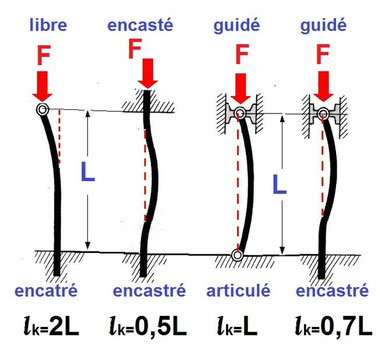 libre encasté guidé guidé
F F F F
L L
encatré encastré articulé encastré
lk=2L lk=0,5L lk=L lk=0,7L